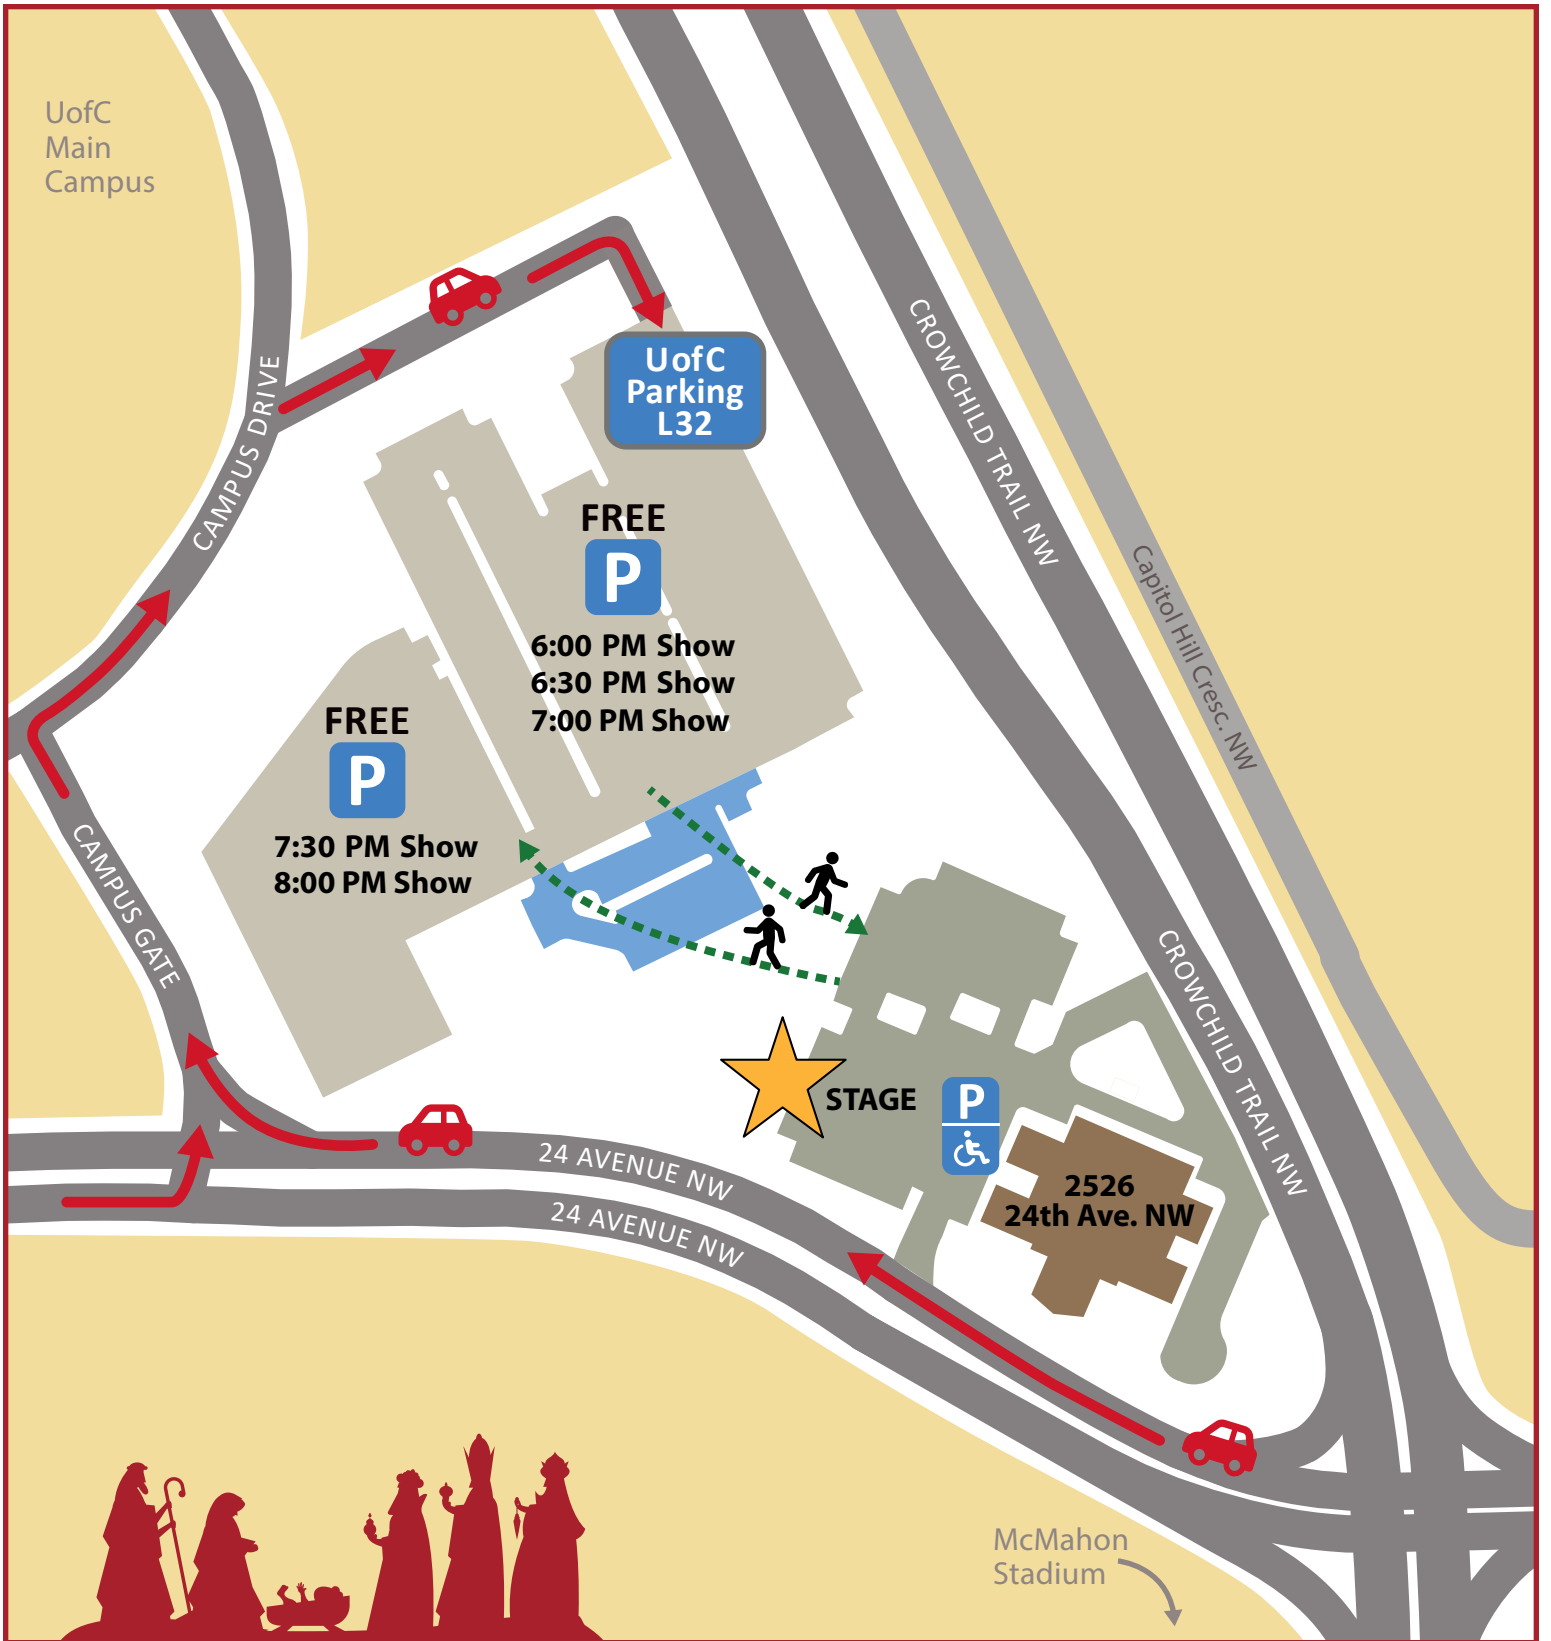 UofC
Main
Campus
CAMPUS DRIVE
UofC
Parking
L32
CROWCHILD TRAIL NW
Capitol Hill Cresc. NW
FREE
P
6:00 PM Show
6:30 PM Show
7:00 PM Show
FREE
P
7:30 PM Show
8:00 PM Show
CAMPUS GATE
CROWCHILD TRAIL NW
STAGE
P
24 AVENUE NW
24 AVENUE NW
2526
24th Ave. NW
McMahon
Stadium